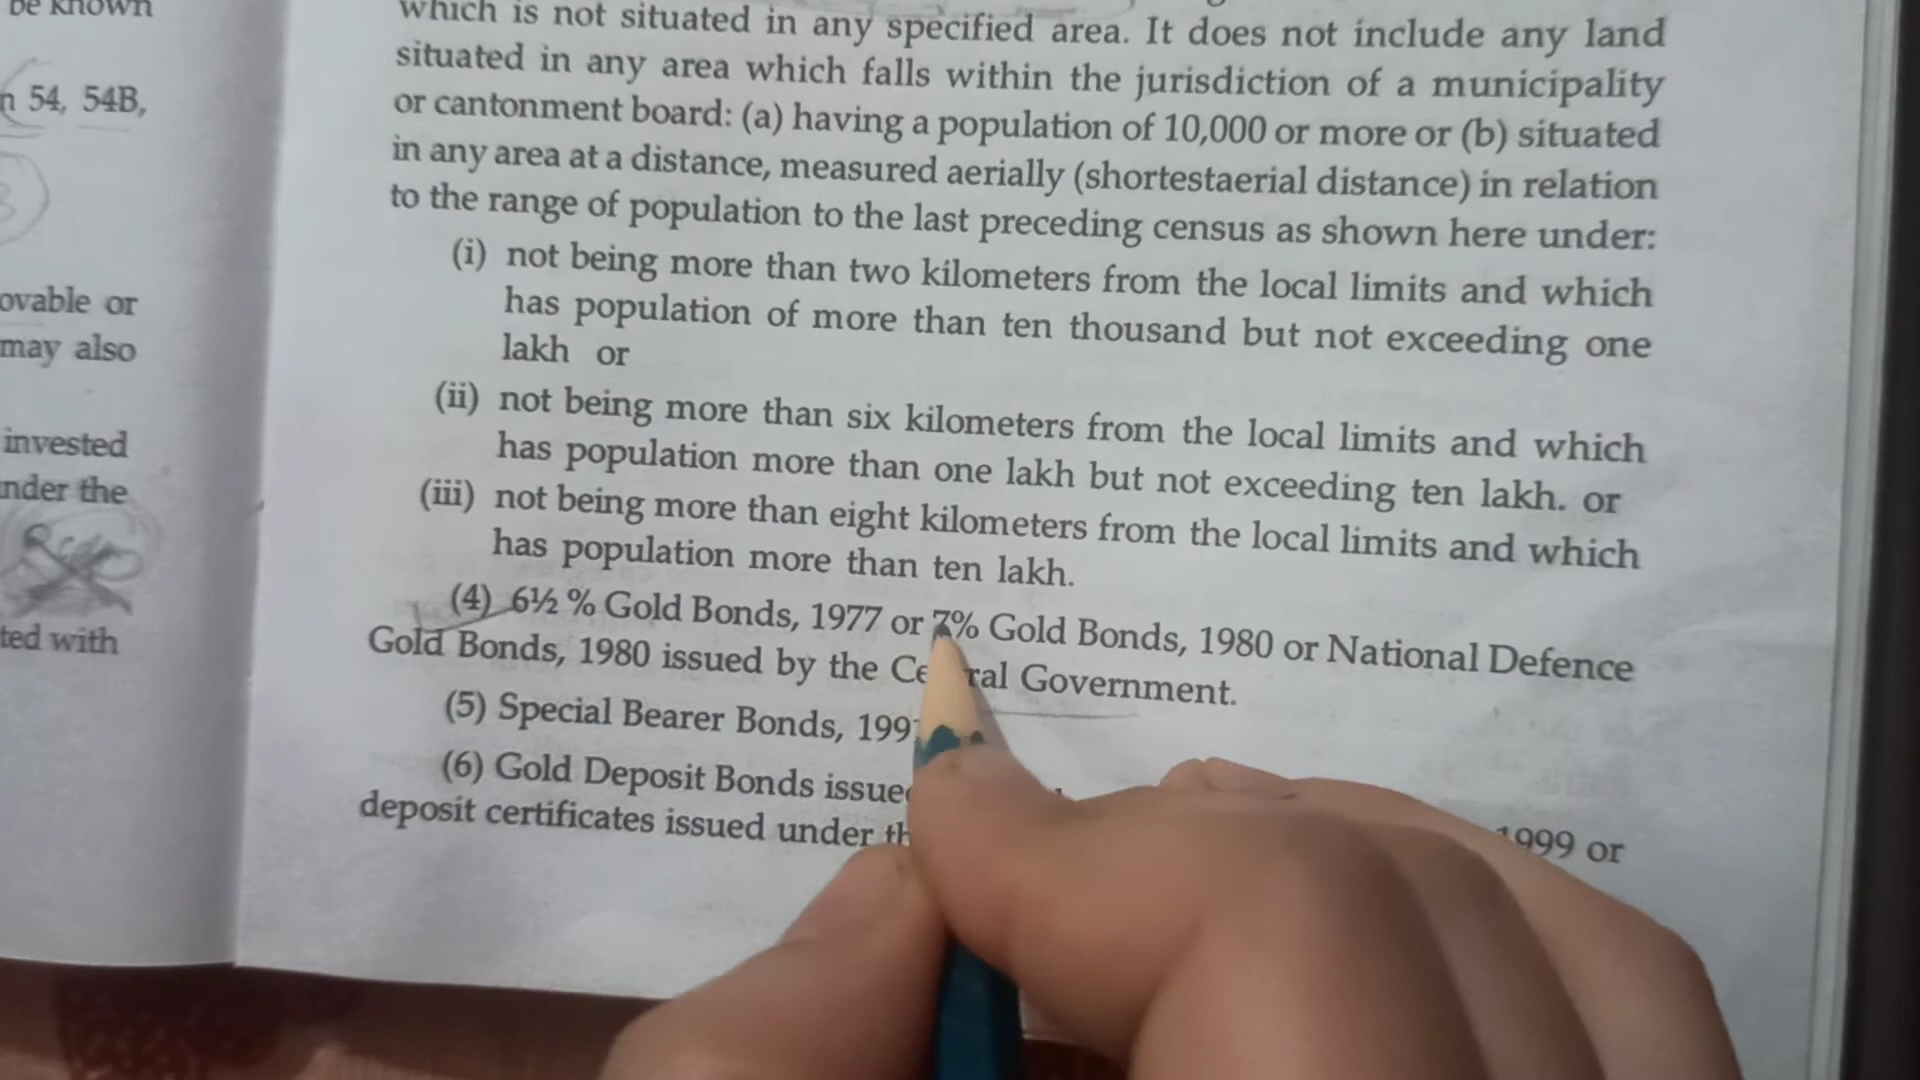 be known
n 54, 54B,
ovable or
may also
invested
nder the
ted with
which is not situated in any specified area. It does not include any land
situated in any area which falls within the jurisdiction of a municipality
or cantonment board: (a) having a population of 10,000 or more or (b) situated
in any area at a distance, measured aerially (shortestaerial distance) in relation
to the range of population to the last preceding census as shown here under:
(i) not being more than two kilometers from the local limits and which
has population of more than ten thousand but not exceeding one
lakh or
(ii) not being more than six kilometers from the local limits and which
has population more than one lakh but not exceeding ten lakh. or
(iii) not being more than eight kilometers from the local limits and which
has population more than ten lakh.
(4) 6½ % Gold Bonds, 1977 or 7% Gold Bonds, 1980 or National Defence
Gold Bonds, 1980 issued by the Ce ral Government.
(5) Special Bearer Bonds, 199
(6) Gold Deposit Bonds issue 1999 or
deposit certificates issued under th